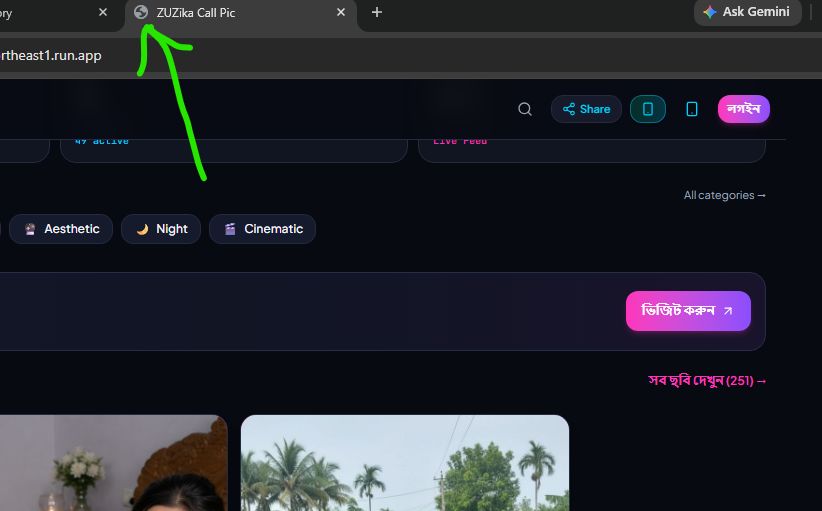 ory
ZUZika Call Pic
Ask Gemini
rtheast1.run.app
Share
লগইন
49 active
Live Feed
All categories →
Aesthetic
Night
Cinematic
ভিজিট করুন
সব ছবি দেখুন (251) →